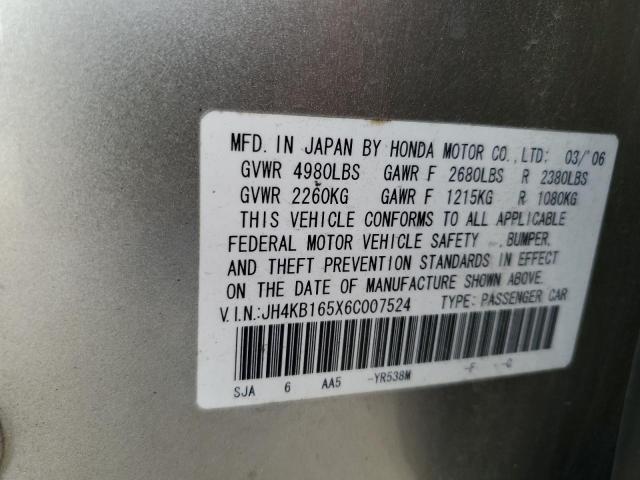 MFD. IN JAPAN BY HONDA MOTOR CO.,LTD: 03/'06
GVWR 4980LBS GAWR F 2680LBS R 2380LBS
GVWR 2260KG GAWR F 1215KG R 1080KG
THIS VEHICLE CONFORMS TO ALL APPLICABLE
FEDERAL MOTOR VEHICLE SAFETY , BUMPER,
AND THEFT PREVENTION STANDARDS IN EFFECT
ON THE DATE OF MANUFACTURE SHOWN ABOVE.
V.I.N.:JH4KB165X6C007524 TYPE: PASSENGER CAR
SJA 6 AA5 -YR538M -F -G